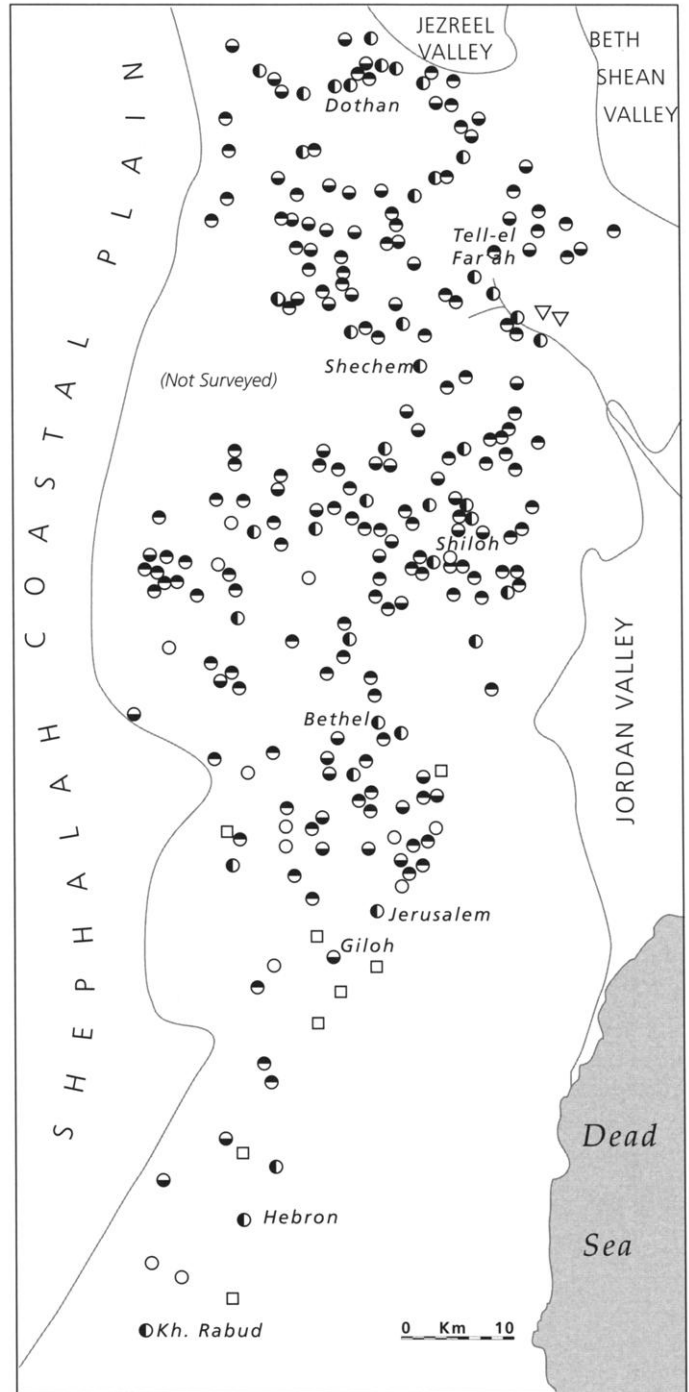 JEZREEL
VALLEY
BETH
SHEAN
VALLEY
Dothan
SHEPHALAH COASTAL PLAIN
Tell-el
Far'ah
Shechem
(Not Surveyed)
Shiloh
JORDAN VALLEY
Bethel
Jerusalem
Giloh
Dead
Sea
Hebron
Kh. Rabud
0 Km 10